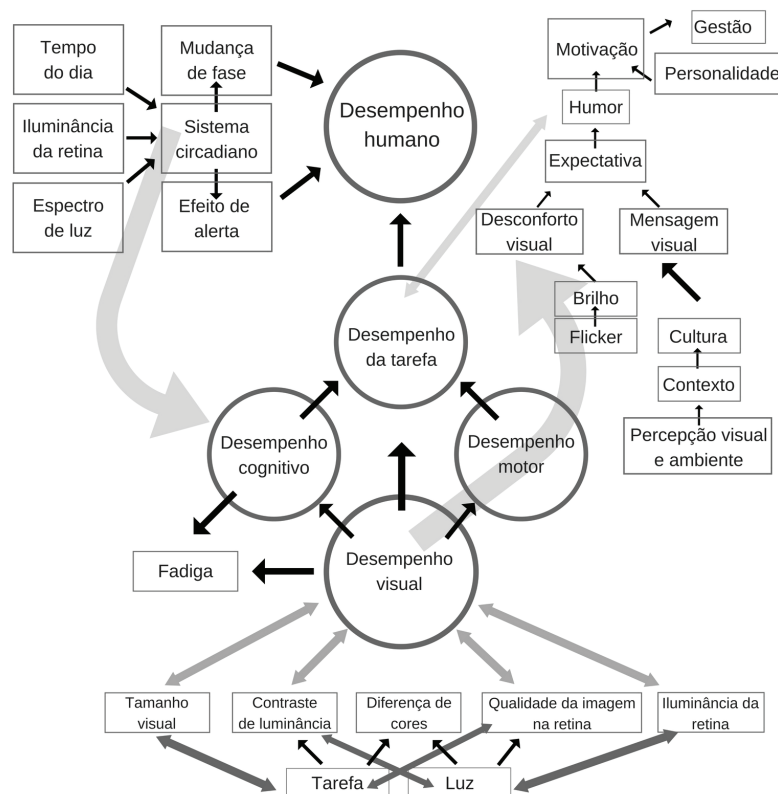 Tempo
do dia
Mudança
de fase
Iluminância
da retina
Sistema
circadiano
Espectro
de luz
Efeito de
alerta
Desempenho
humano
Gestão
Motivação
Personalidade
Humor
Expectativa
Desconforto
visual
Mensagem
visual
Brilho
Flicker
Cultura
Contexto
Percepção visual
e ambiente
Desempenho
da tarefa
Desempenho
cognitivo
Desempenho
motor
Fadiga
Desempenho
visual
Tamanho
visual
Contraste
de luminância
Diferença de
cores
Qualidade da imagem
na retina
Iluminância da
retina
Tarefa
Luz